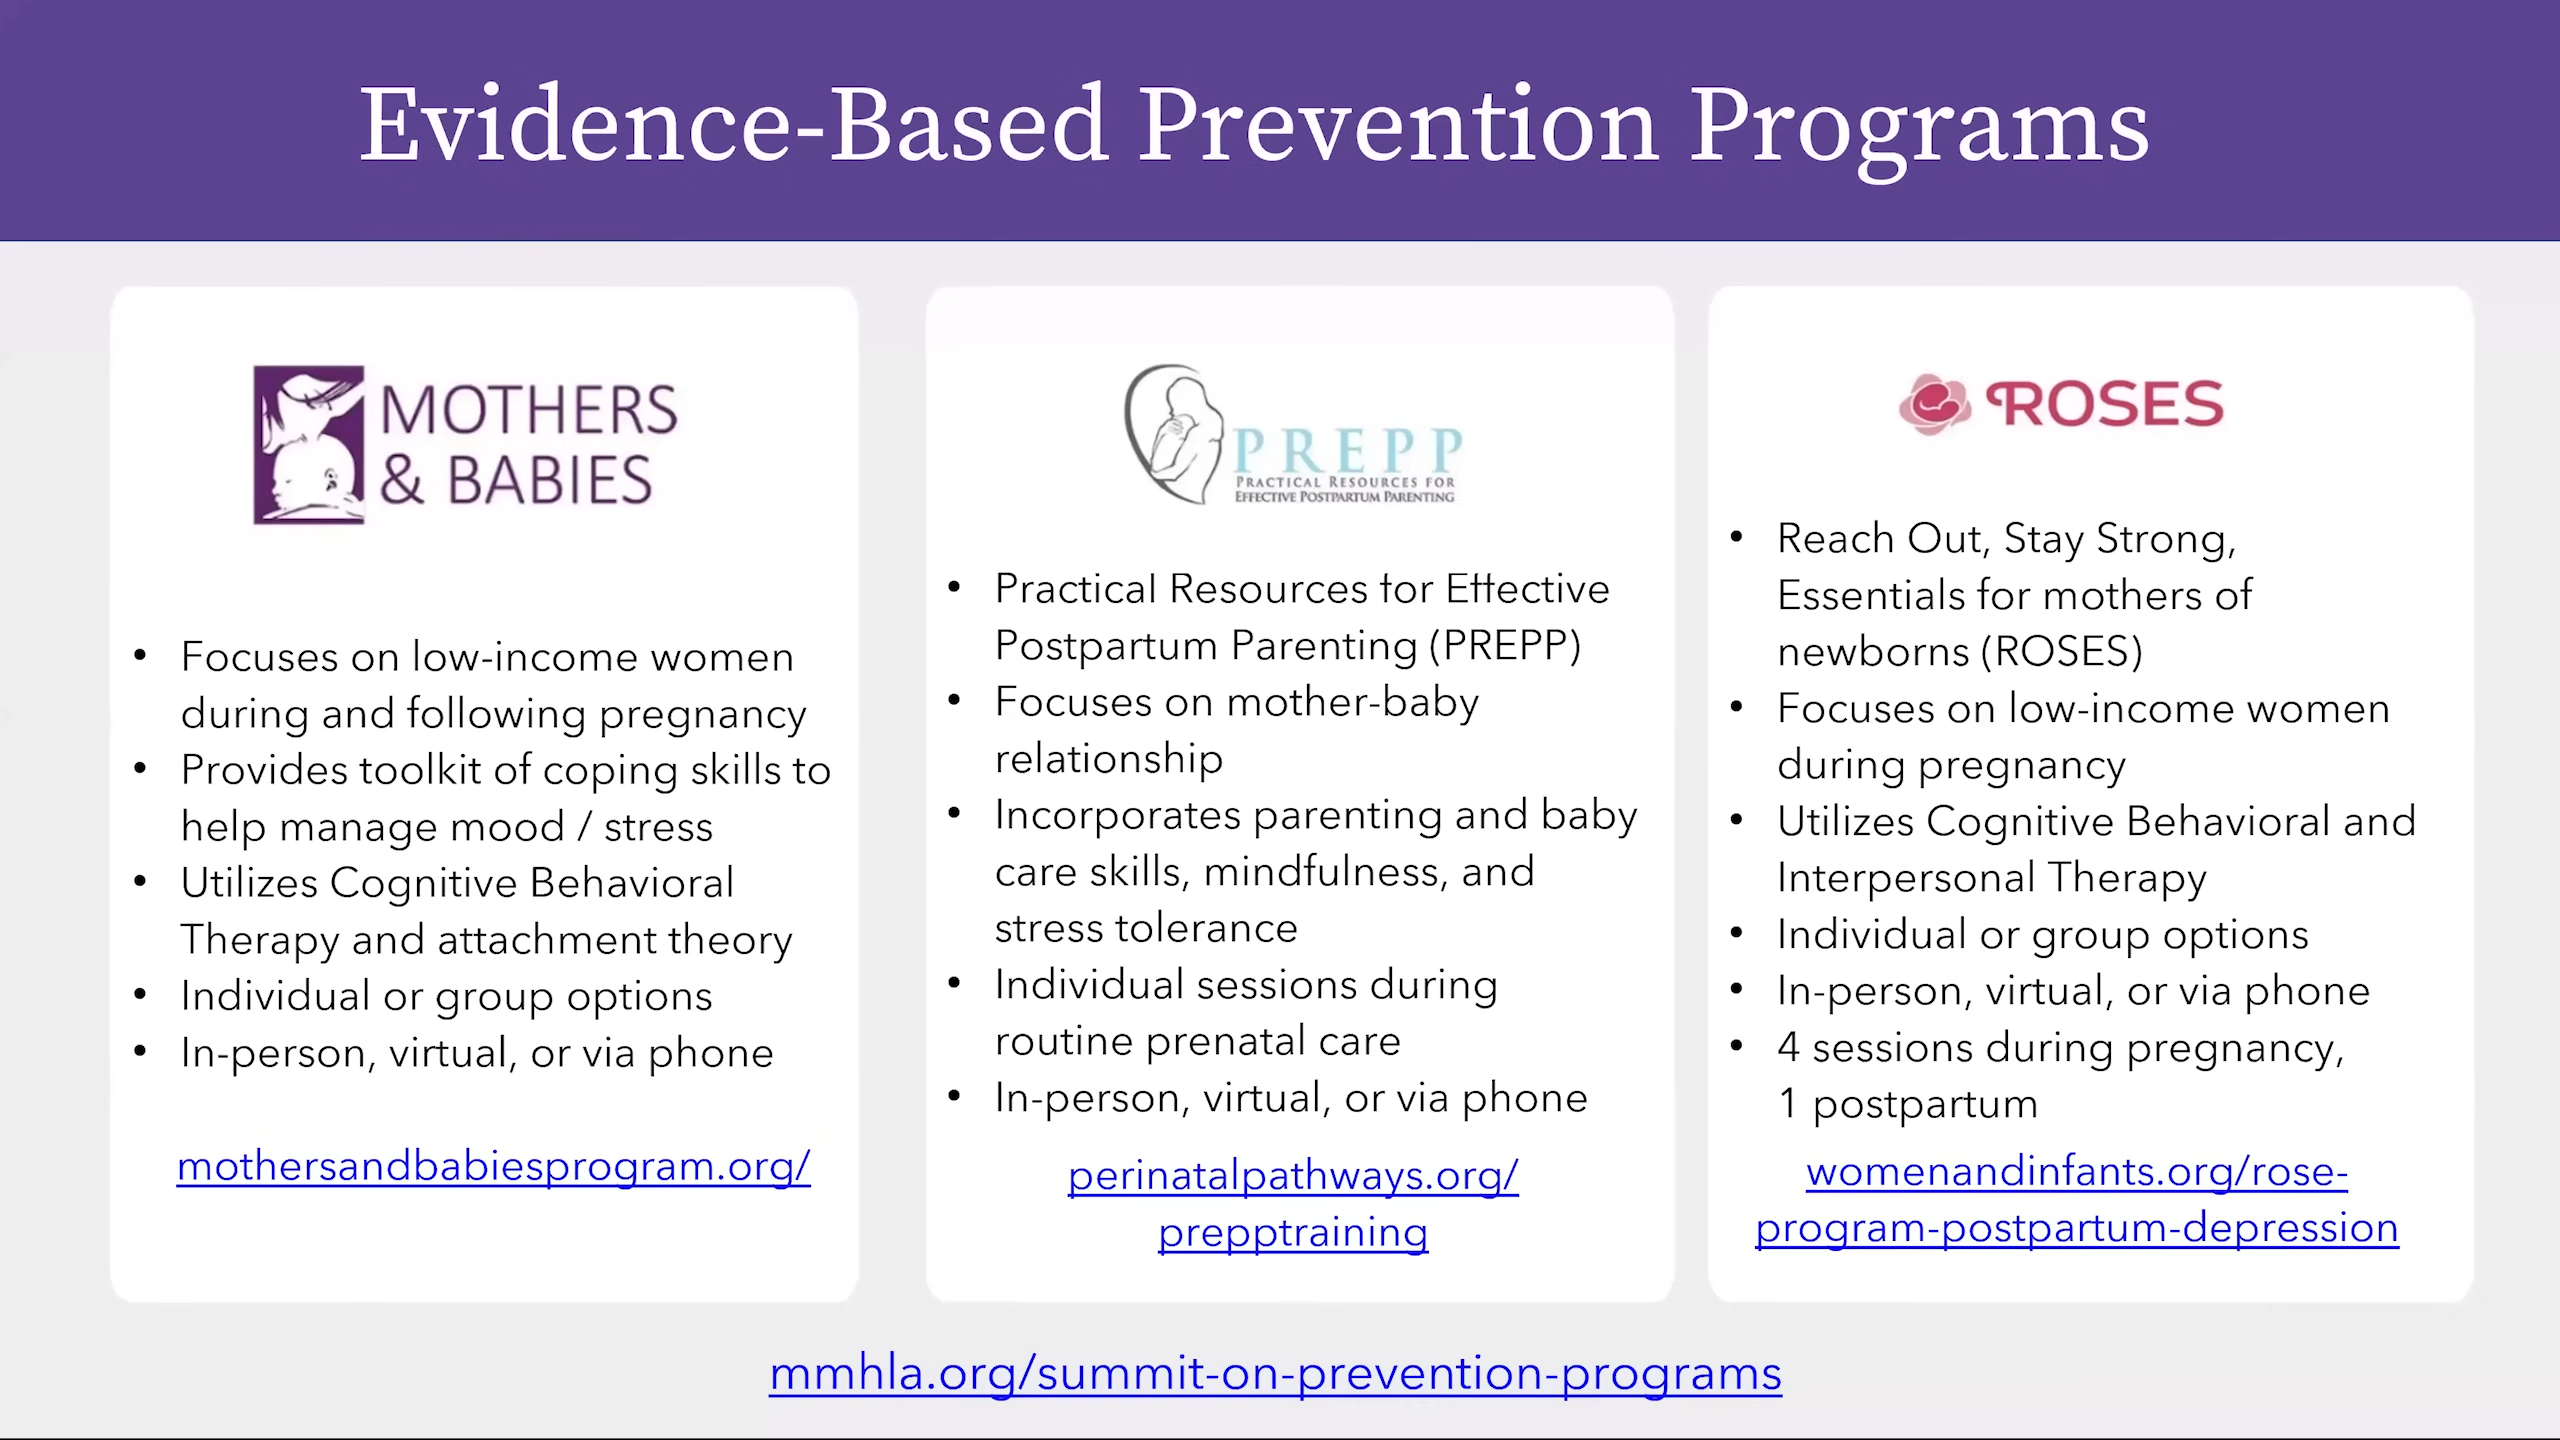 Evidence-Based Prevention Programs
MOTHERS
& BABIES
• Focuses on low-income women
during and following pregnancy
• Provides toolkit of coping skills to
help manage mood / stress
• Utilizes Cognitive Behavioral
Therapy and attachment theory
• Individual or group options
• In-person, virtual, or via phone
mothersandbabiesprogram.org/
PREPP
PRACTICAL RESOURCES FOR
EFFECTIVE POSTPARTUM PARENTING
• Practical Resources for Effective
Postpartum Parenting (PREPP)
• Focuses on mother-baby
relationship
• Incorporates parenting and baby
care skills, mindfulness, and
stress tolerance
• Individual sessions during
routine prenatal care
• In-person, virtual, or via phone
perinatalpathways.org/
prepptraining
ROSES
• Reach Out, Stay Strong,
Essentials for mothers of
newborns (ROSES)
• Focuses on low-income women
during pregnancy
• Utilizes Cognitive Behavioral and
Interpersonal Therapy
• Individual or group options
• In-person, virtual, or via phone
• 4 sessions during pregnancy,
1 postpartum
womenandinfants.org/rose-
program-postpartum-depression
mmhla.org/summit-on-prevention-programs